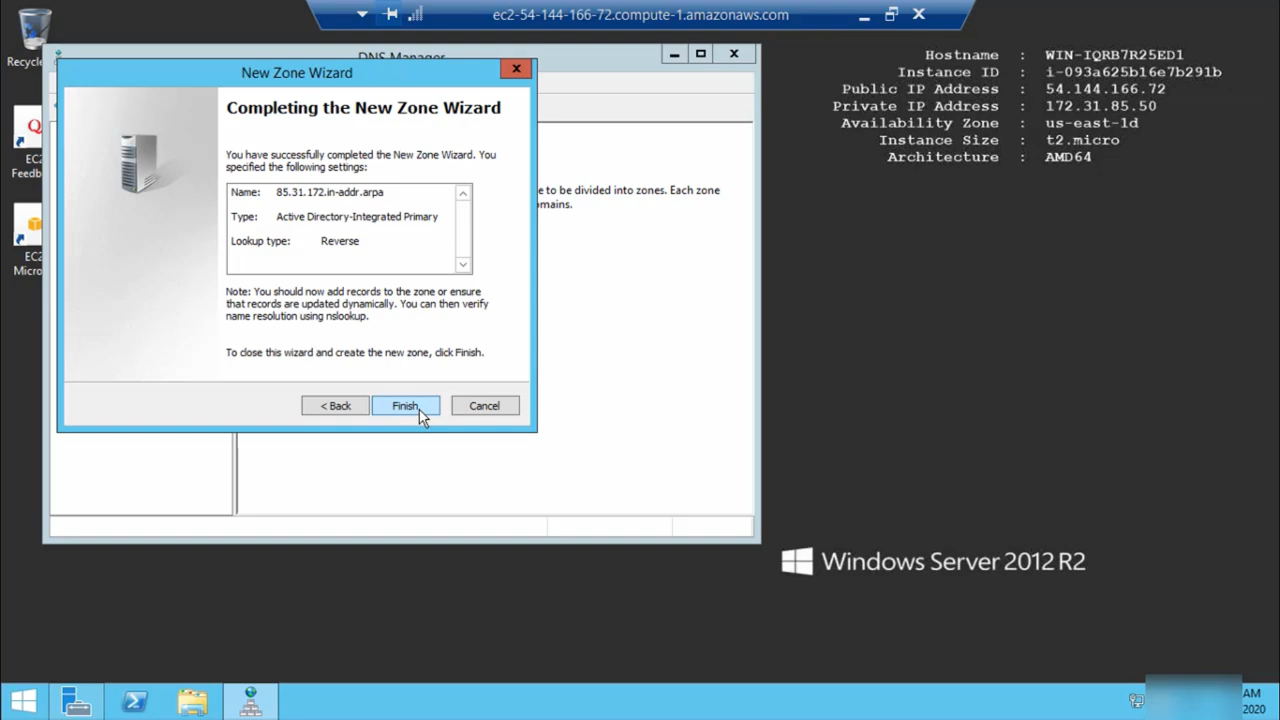 ec2-54-144-166-72.compute-1.amazonaws.com
Hostname : WIN-IQRB7R25ED1
Instance ID : i-093a625b16e7b291b
Public IP Address : 54.144.166.72
Private IP Address : 172.31.85.50
Availability Zone : us-east-1d
Instance Size : t2.micro
Architecture : AMD64
Recycle
EC2
Feedb
EC2
Micro
DNS Manager
New Zone Wizard
Completing the New Zone Wizard
You have successfully completed the New Zone Wizard. You
specified the following settings:
Name: 85.31.172.in-addr.arpa
Type: Active Directory-Integrated Primary
Lookup type: Reverse
Note: You should now add records to the zone or ensure
that records are updated dynamically. You can then verify
name resolution using nslookup.
To close this wizard and create the new zone, click Finish.
< Back
Finish
Cancel
e to be divided into zones. Each zone
omains.
Windows Server 2012 R2
AM
2020